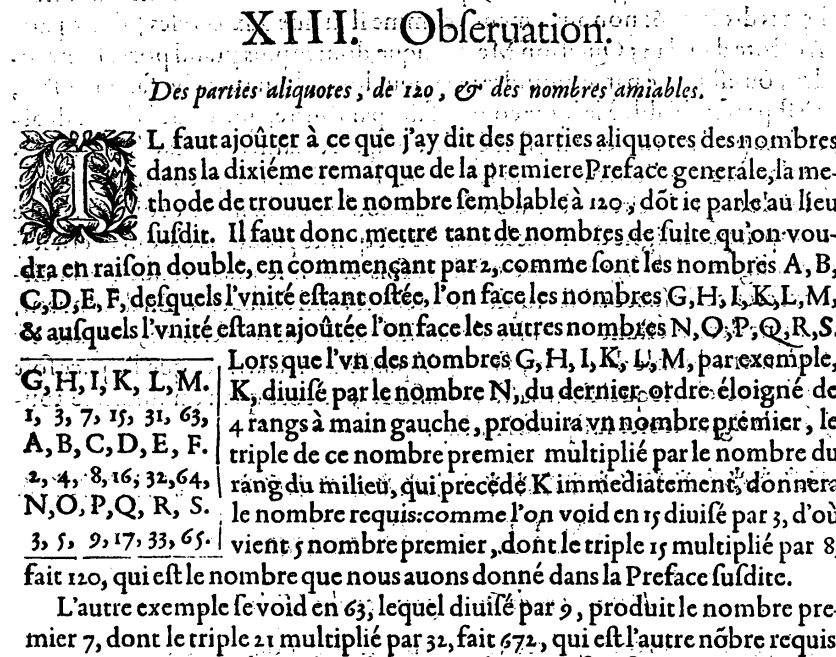 XIII. Obſeruation.
Des parties aliquotes, de 120, & des nombres amiables.
IL faut ajoûter à ce que j'ay dit des parties aliquotes des nombres
dans la dixiéme remarque de la premiere Preface generale, la me-
thode de trouuer le nombre ſemblable à 120, dõt ie parle au lieu
ſuſdit. Il faut donc mettre tant de nombres de ſuite qu'on vou-
dra en raiſon double, en commençant par 2, comme ſont les nombres A, B,
C, D, E, F, deſquels l'vnité eſtant oſtée, l'on face les nombres G, H, I, K, L, M,
& auſquels l'vnité eſtant ajoûtée l'on face les autres nombres N, O, P, Q, R, S.
Lors que l'vn des nombres G, H, I, K, L, M, par exemple,
K, diuiſé par le nombre N, du dernier ordre éloigné de
4 rangs à main gauche, produira vn nombre premier, le
triple de ce nombre premier multiplié par le nombre du
rang du milieu, qui precede K immediatement, donnera
le nombre requis: comme l'on void en 15 diuiſé par 3, d'où
vient 5 nombre premier, dont le triple 15 multiplié par 8
G, H, I, K, L, M.
1, 3, 7, 15, 31, 63,
A, B, C, D, E, F.
2, 4, 8, 16, 32, 64,
N, O, P, Q, R, S.
3, 5, 9, 17, 33, 65.
fait 120, qui eſt le nombre que nous auons donné dans la Preface ſuſdite.
L'autre exemple ſe void en 63, lequel diuiſé par 9, produit le nombre pre-
mier 7, dont le triple 21 multiplié par 32, fait 672, qui eſt l'autre nõbre requis